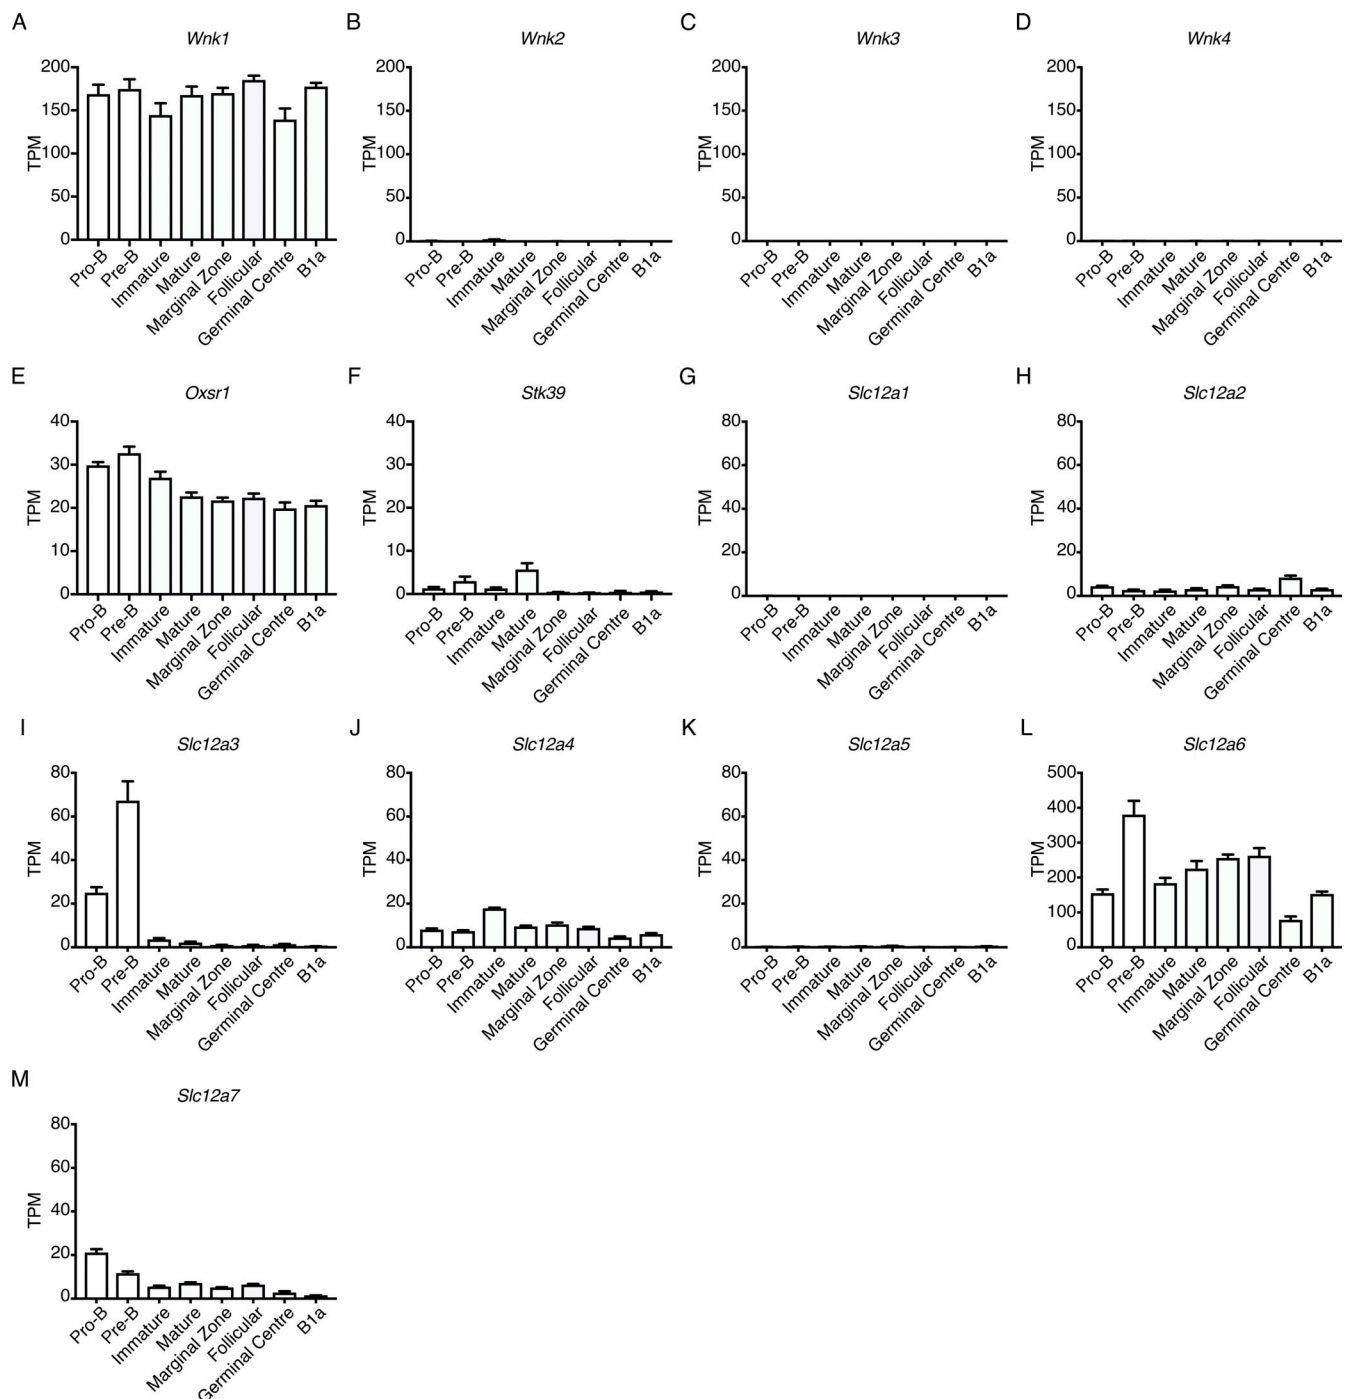 A
Wnk1
200
150
100
50
0
TPM
Pro-B
Pre-B
Immature
Mature
Marginal Zone
Follicular
Germinal Centre
B1a
B
Wnk2
200
150
100
50
0
TPM
Pro-B
Pre-B
Immature
Mature
Marginal Zone
Follicular
Germinal Centre
B1a
C
Wnk3
200
150
100
50
0
TPM
Pro-B
Pre-B
Immature
Mature
Marginal Zone
Follicular
Germinal Centre
B1a
D
Wnk4
200
150
100
50
0
TPM
Pro-B
Pre-B
Immature
Mature
Marginal Zone
Follicular
Germinal Centre
B1a
E
Oxsr1
40
30
20
10
0
TPM
Pro-B
Pre-B
Immature
Mature
Marginal Zone
Follicular
Germinal Centre
B1a
F
Stk39
40
30
20
10
0
TPM
Pro-B
Pre-B
Immature
Mature
Marginal Zone
Follicular
Germinal Centre
B1a
G
Slc12a1
80
60
40
20
0
TPM
Pro-B
Pre-B
Immature
Mature
Marginal Zone
Follicular
Germinal Centre
B1a
H
Slc12a2
80
60
40
20
0
TPM
Pro-B
Pre-B
Immature
Mature
Marginal Zone
Follicular
Germinal Centre
B1a
I
Slc12a3
80
60
40
20
0
TPM
Pro-B
Pre-B
Immature
Mature
Marginal Zone
Follicular
Germinal Centre
B1a
J
Slc12a4
80
60
40
20
0
TPM
Pro-B
Pre-B
Immature
Mature
Marginal Zone
Follicular
Germinal Centre
B1a
K
Slc12a5
80
60
40
20
0
TPM
Pro-B
Pre-B
Immature
Mature
Marginal Zone
Follicular
Germinal Centre
B1a
L
Slc12a6
500
400
300
200
100
0
TPM
Pro-B
Pre-B
Immature
Mature
Marginal Zone
Follicular
Germinal Centre
B1a
M
Slc12a7
80
60
40
20
0
TPM
Pro-B
Pre-B
Immature
Mature
Marginal Zone
Follicular
Germinal Centre
B1a